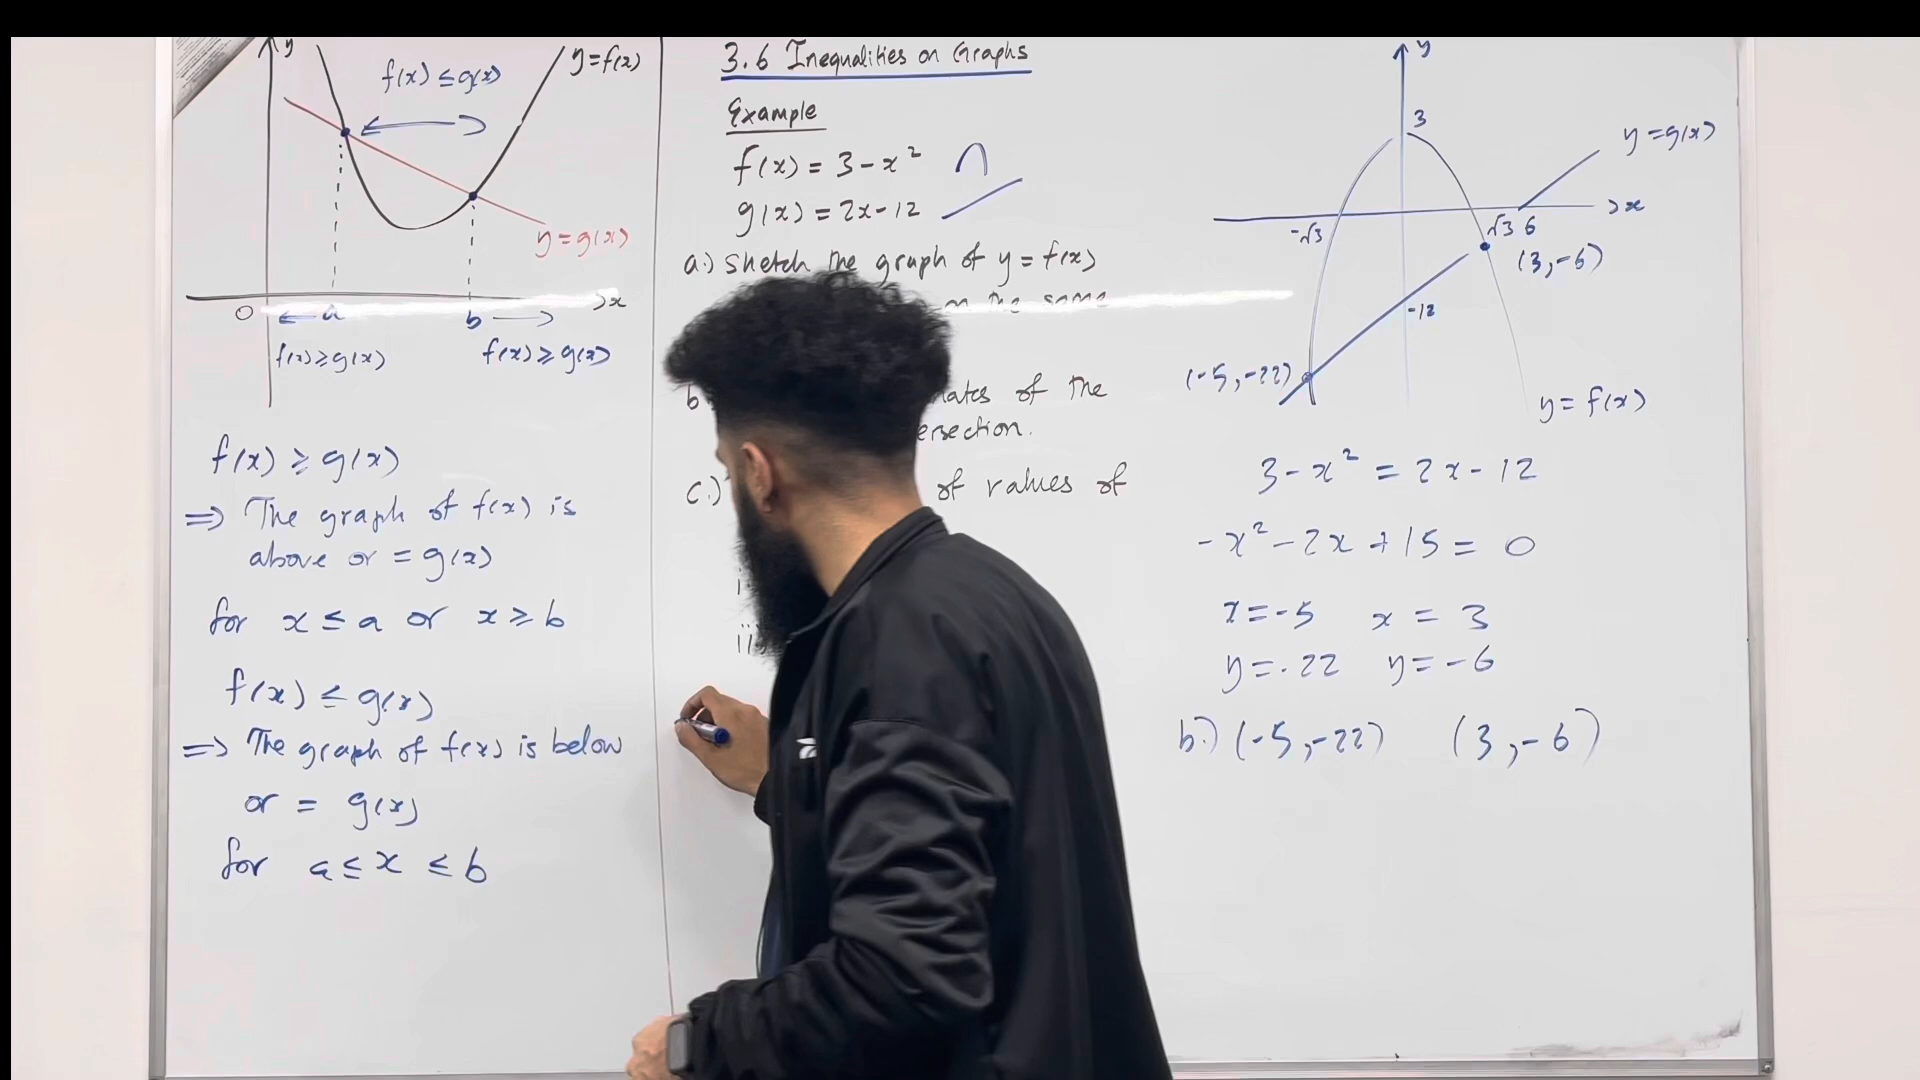 y
y=f(x)
f(x) ≤ g(x)
y=g(x)
x
0
a
b
f(x)≥g(x)
f(x)≥g(x)
f(x) ≥ g(x)
=> The graph of f(x) is
above or = g(x)
for x ≤ a or x ≥ b
f(x) ≤ g(x)
=> The graph of f(x) is below
or = g(x)
for a ≤ x ≤ b
3.6 Inequalities on Graphs
Example
f(x) = 3-x²
g(x) = 2x-12
a.) sketch the graph of y = f(x)
on the same
b
of the
c.) of values of
y
3
y=g(x)
x
-√3
√3 6
(3,-6)
-12
(-5,-22)
y= f(x)
3-x² = 2x-12
-x²-2x+15 = 0
x=-5 x = 3
y=-22 y=-6
b.) (-5,-22) (3,-6)